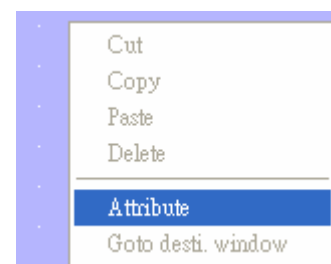 Cut
Copy
Paste
Delete
Attribute
Goto desti. window